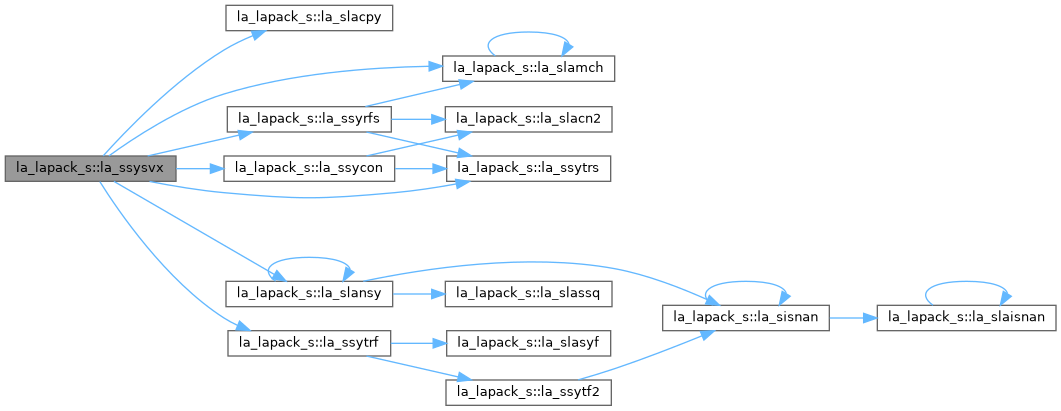 la_lapack_s::la_slacpy
la_lapack_s::la_slamch
la_lapack_s::la_ssyrfs
la_lapack_s::la_slacn2
la_lapack_s::la_ssysvx
la_lapack_s::la_ssycon
la_lapack_s::la_ssytrs
la_lapack_s::la_slansy
la_lapack_s::la_slassq
la_lapack_s::la_sisnan
la_lapack_s::la_slaisnan
la_lapack_s::la_ssytrf
la_lapack_s::la_slasyf
la_lapack_s::la_ssytf2